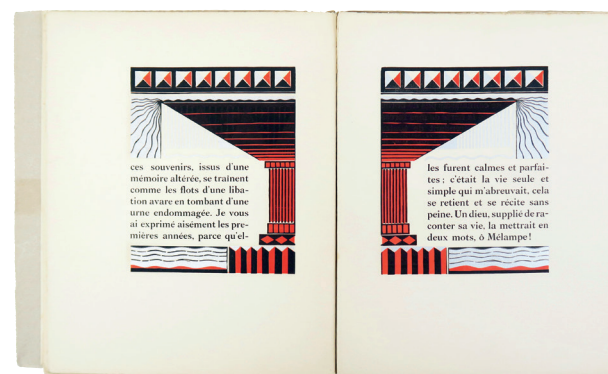 ces souvenirs, issus d'une
mémoire altérée, se traînent
comme les flots d'une liba-
tion avare en tombant d'une
urne endommagée. Je vous
ai exprimé aisément les pre-
mières années, parce qu'el-
les furent calmes et parfai-
tes ; c'était la vie seule et
simple qui m'abreuvait, cela
se retient et se récite sans
peine. Un dieu, supplié de ra-
conter sa vie, la mettrait en
deux mots, ô Mélampe!